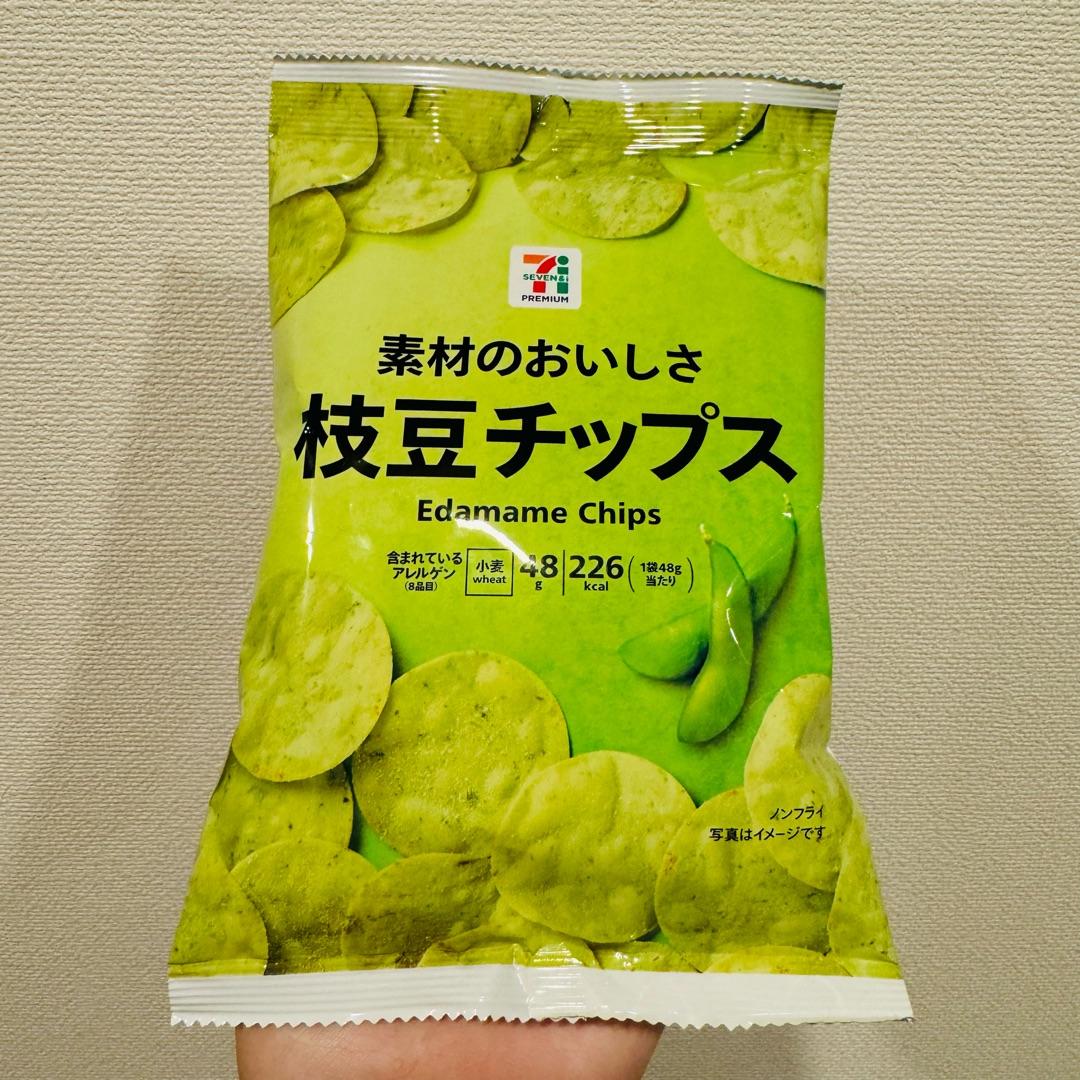 SEVEN&i
PREMIUM
素材のおいしさ
枝豆チップス
Edamame Chips
含まれている
アレルゲン
(8品目)
小麦
wheat
48
g
226
kcal
(1袋48g
当たり)
ノンフライ
写真はイメージです